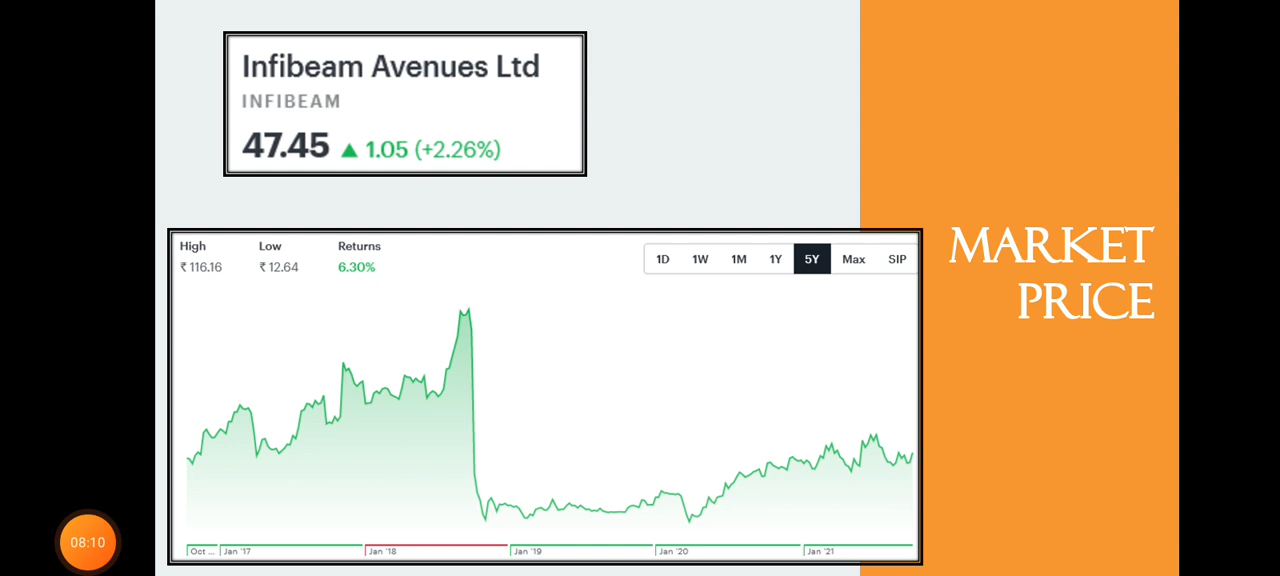 Infibeam Avenues Ltd
INFIBEAM
47.45 ▲ 1.05 (+2.26%)
High Low Returns
₹ 116.16 ₹ 12.64 6.30%
1D 1W 1M 1Y 5Y Max SIP
MARKET
PRICE
Oct ... Jan '17 Jan '18 Jan '19 Jan '20 Jan '21
08:10